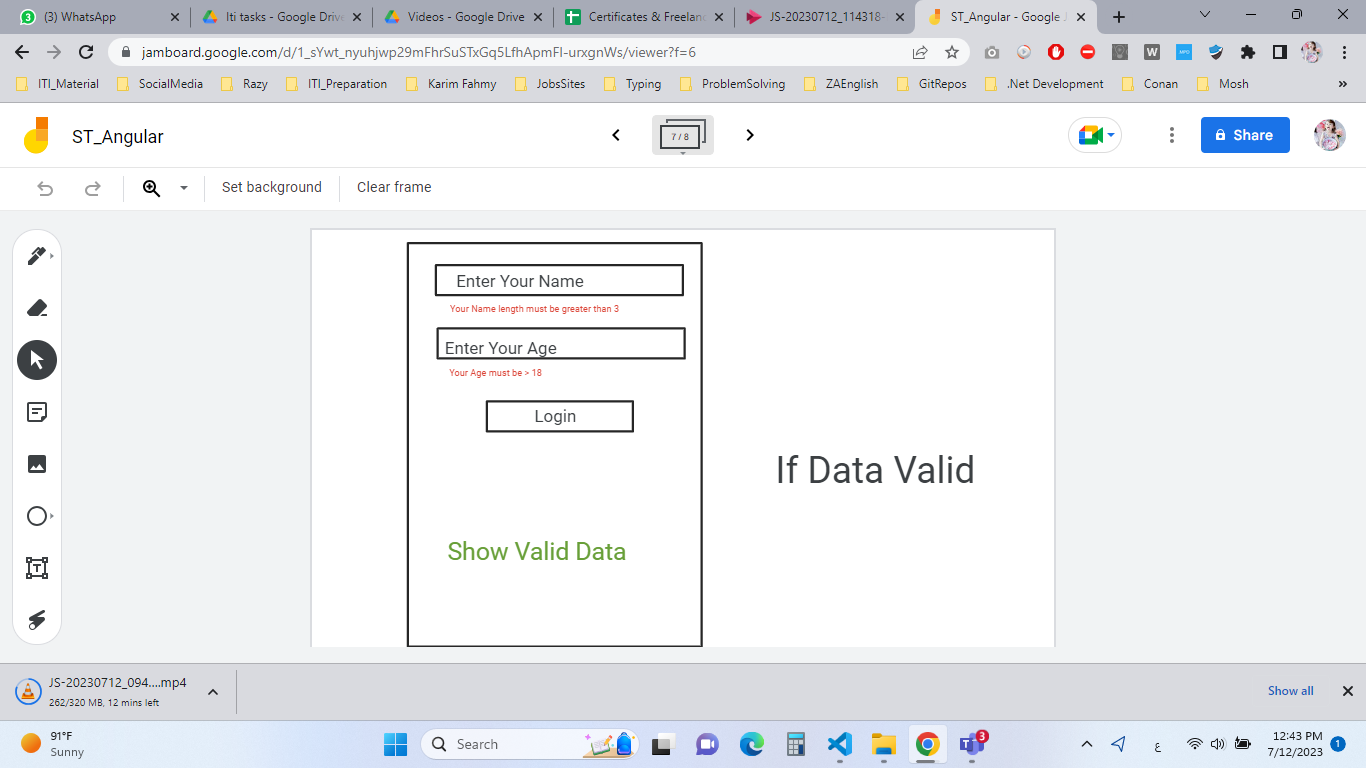 (3) WhatsApp
Iti tasks - Google Drive
Videos - Google Drive
Certificates & Freelanc
JS-20230712_114318-
ST_Angular - Google J
jamboard.google.com/d/1_sYwt_nyuhjwp29mFhrSuSTxGq5LfhApmFI-urxgnWs/viewer?f=6
ITI_Material
SocialMedia
Razy
ITI_Preparation
Karim Fahmy
JobsSites
Typing
ProblemSolving
ZAEnglish
GitRepos
.Net Development
Conan
Mosh
ST_Angular
7 / 8
Share
Set background
Clear frame
Enter Your Name
Your Name length must be greater than 3
Enter Your Age
Your Age must be > 18
Login
If Data Valid
Show Valid Data
JS-20230712_094....mp4
262/320 MB, 12 mins left
Show all
91°F
Sunny
Search
3
ع
12:43 PM
7/12/2023
1